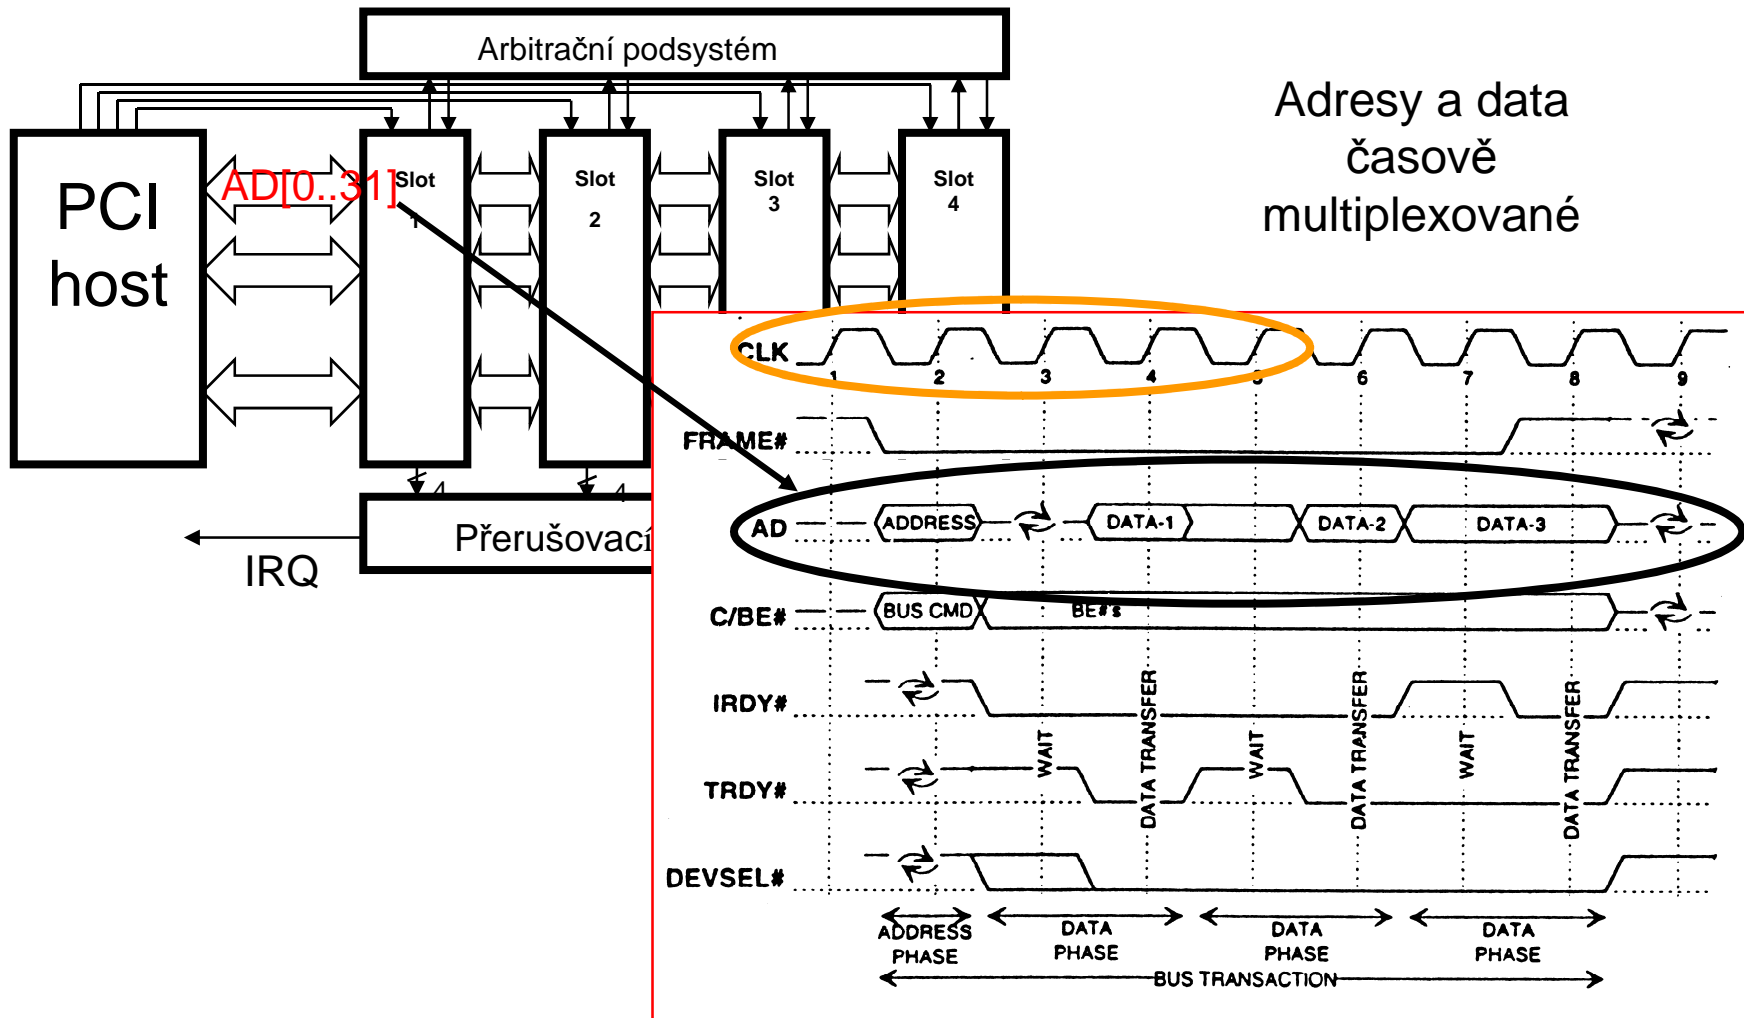 Arbitrační podsystém
Adresy a data
časově
multiplexované
PCI
host
AD[0..31]
Slot
1
Slot
2
Slot
3
Slot
4
4
4
Přerušovací
IRQ
CLK
1 2 3 4 5 6 7 8 9
FRAME#
AD ADDRESS DATA-1 DATA-2 DATA-3
C/BE# BUS CMD BE#'s
IRDY#
TRDY#
WAIT
DATA TRANSFER
WAIT
DATA TRANSFER
WAIT
DATA TRANSFER
DEVSEL#
ADDRESS
PHASE
DATA
PHASE
DATA
PHASE
DATA
PHASE
BUS TRANSACTION